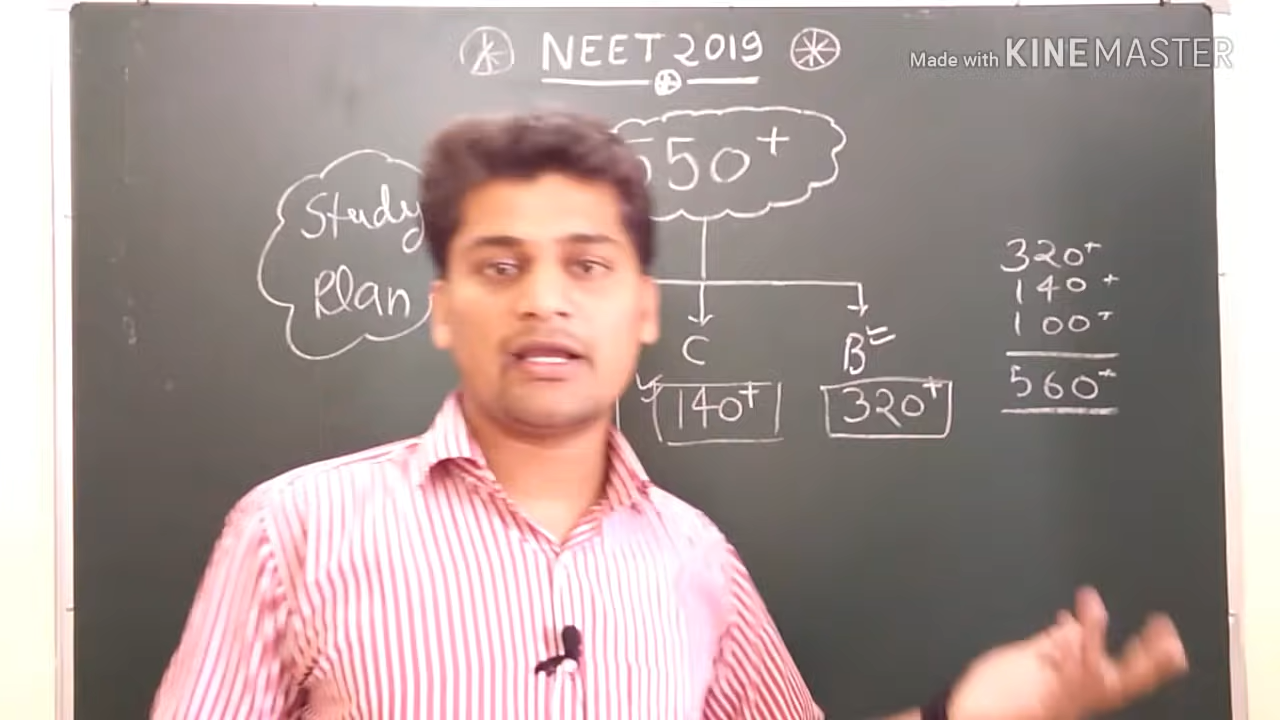 NEET 2019
Made with KINEMASTER
550+
Study
Plan
320+
140+
100+
560+
C
B
140+
320+